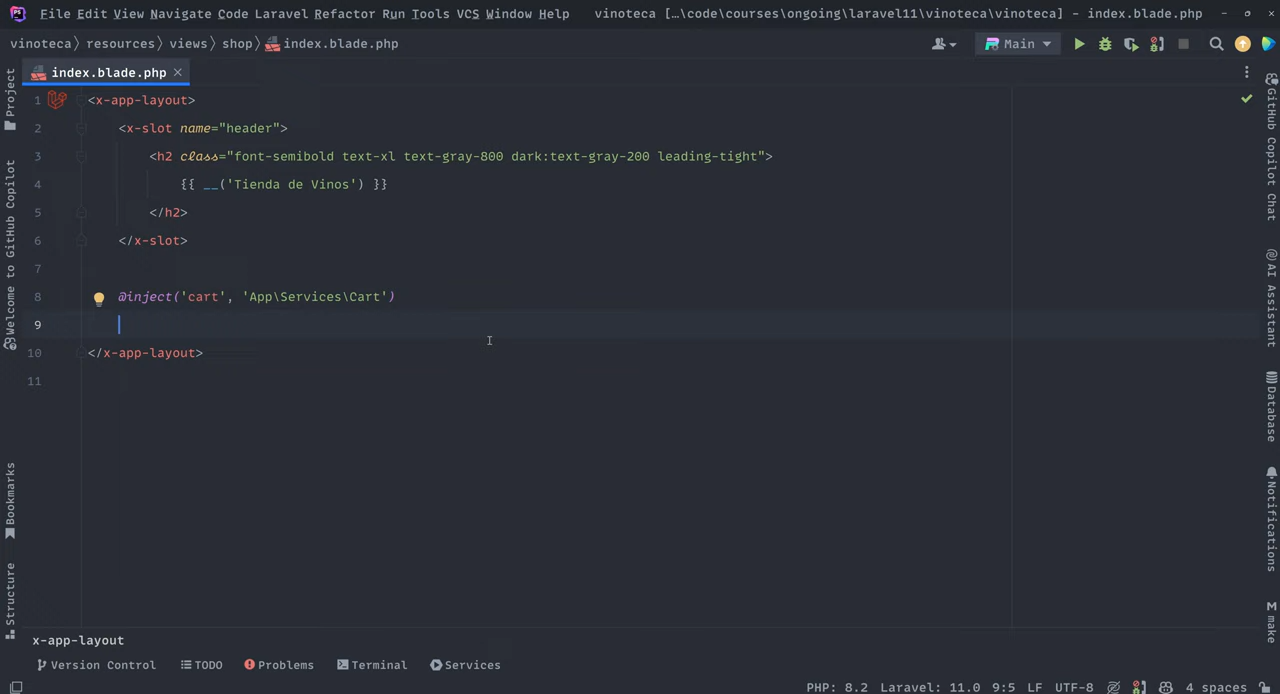 File Edit View Navigate Code Laravel Refactor Run Tools VCS Window Help vinoteca [...\code\courses\ongoing\laravel11\vinoteca\vinoteca] - index.blade.php
vinoteca resources views shop index.blade.php
Main
index.blade.php
1 <x-app-layout>
2 <x-slot name="header">
3 <h2 class="font-semibold text-xl text-gray-800 dark:text-gray-200 leading-tight">
4 {{ __('Tienda de Vinos') }}
5 </h2>
6 </x-slot>
7
8 @inject('cart', 'App\Services\Cart')
9
10 </x-app-layout>
11
Project
Welcome to GitHub Copilot
Bookmarks
Structure
GitHub Copilot Chat
AI Assistant
Database
Notifications
M make
x-app-layout
Version Control TODO Problems Terminal Services
PHP: 8.2 Laravel: 11.0 9:5 LF UTF-8 4 spaces